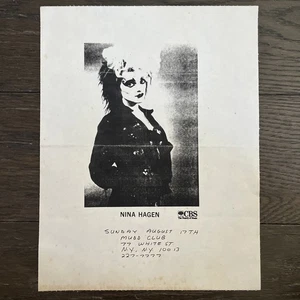 NINA HAGEN
CBS
SUNDAY AUGUST 17TH
MUDD CLUB
77 WHITE ST
N.Y. N.Y. 10013
227-7777